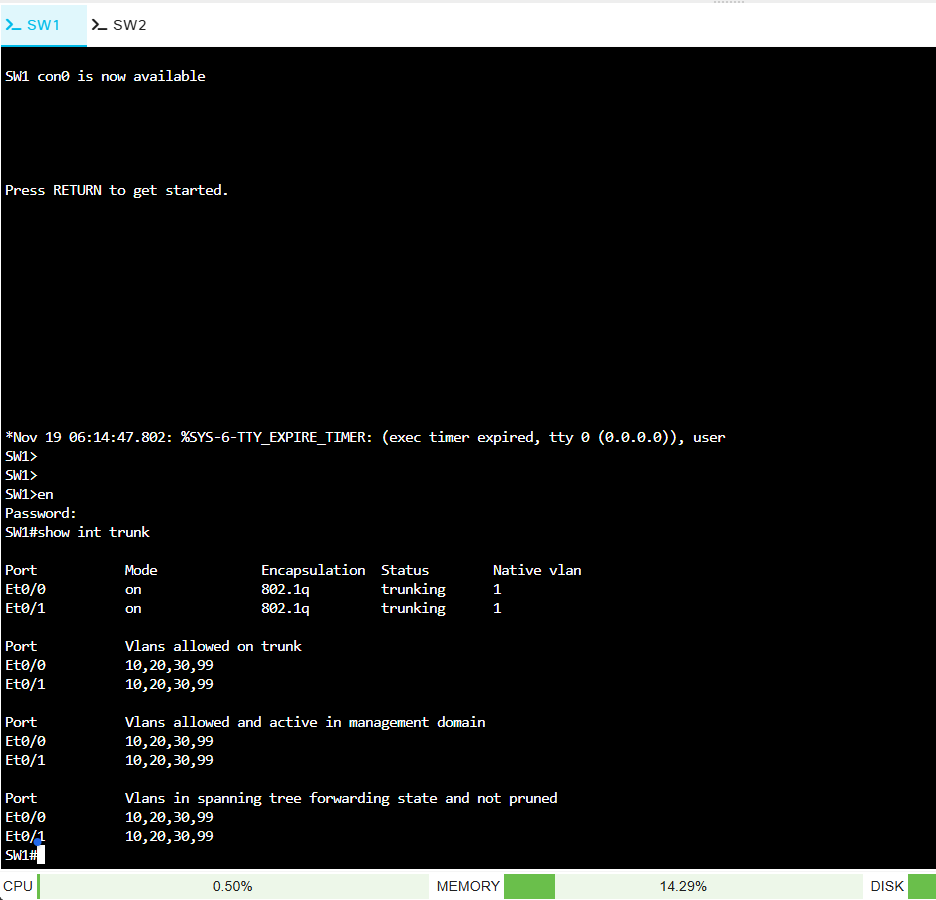 SW1 SW2
SW1 con0 is now available
Press RETURN to get started.
*Nov 19 06:14:47.802: %SYS-6-TTY_EXPIRE_TIMER: (exec timer expired, tty 0 (0.0.0.0)), user
SW1>
SW1>
SW1>en
Password:
SW1#show int trunk
Port Mode Encapsulation Status Native vlan
Et0/0 on 802.1q trunking 1
Et0/1 on 802.1q trunking 1
Port Vlans allowed on trunk
Et0/0 10,20,30,99
Et0/1 10,20,30,99
Port Vlans allowed and active in management domain
Et0/0 10,20,30,99
Et0/1 10,20,30,99
Port Vlans in spanning tree forwarding state and not pruned
Et0/0 10,20,30,99
Et0/1 10,20,30,99
SW1#
CPU 0.50% MEMORY 14.29% DISK